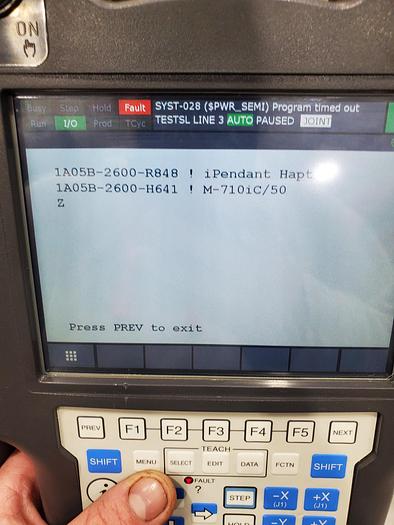 ON
Busy Step Hold Fault SYST-028 ($PWR_SEMI) Program timed out
Run I/O Prod TCyc TESTSL LINE 3 AUTO PAUSED JOINT
1A05B-2600-R848 ! iPendant Hapt
1A05B-2600-H641 ! M-710iC/50
Z
Press PREV to exit
PREV F1 F2 F3 F4 F5 NEXT
TEACH
SHIFT MENU SELECT EDIT DATA FCTN SHIFT
FAULT
i ? STEP -X (J1) +X (J1)
HOLD